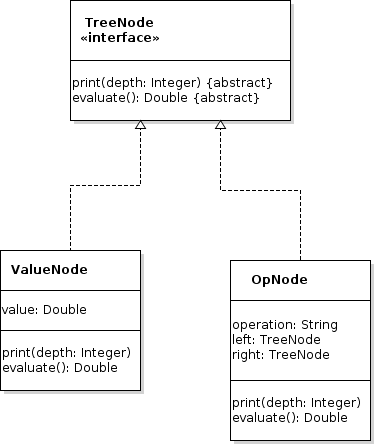 TreeNode
«interface»
print(depth: Integer) {abstract}
evaluate(): Double {abstract}
ValueNode
value: Double
print(depth: Integer)
evaluate(): Double
OpNode
operation: String
left: TreeNode
right: TreeNode
print(depth: Integer)
evaluate(): Double